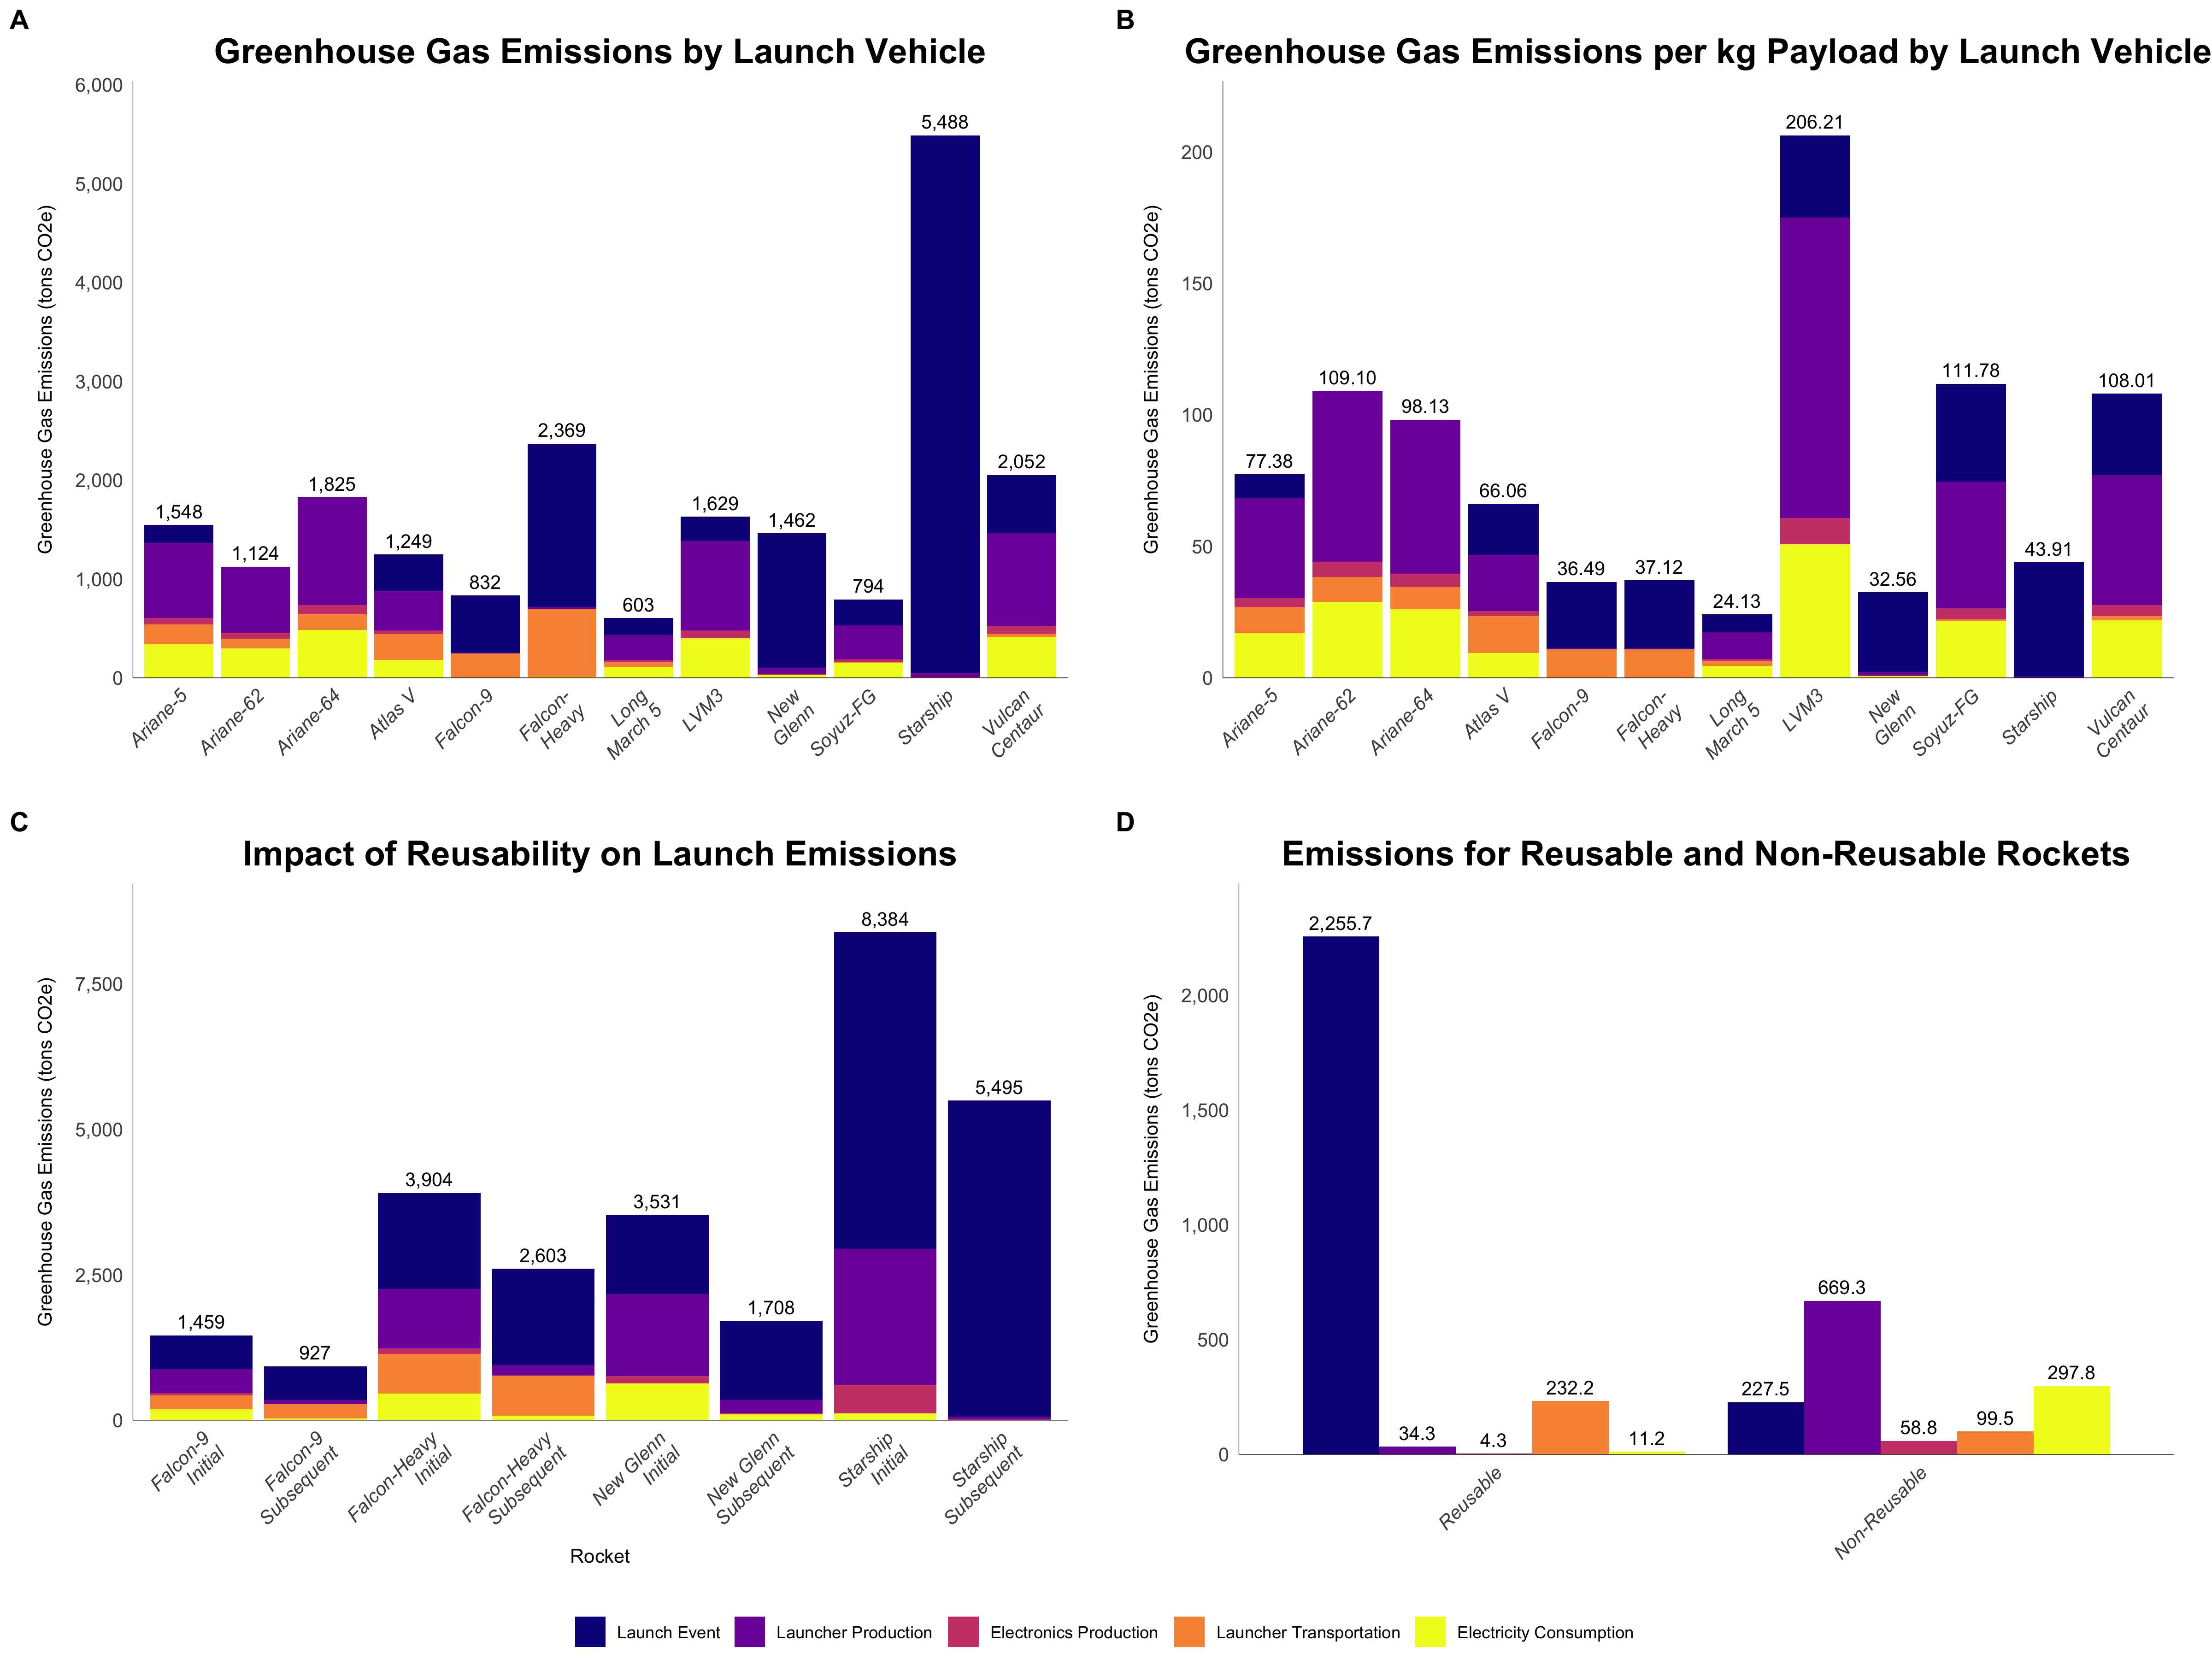 A
Greenhouse Gas Emissions by Launch Vehicle
Greenhouse Gas Emissions (tons CO2e)
6,000
5,000
4,000
3,000
2,000
1,000
0
1,548
1,124
1,825
1,249
832
2,369
603
1,629
1,462
794
5,488
2,052
Ariane-5
Ariane-62
Ariane-64
Atlas V
Falcon-9
Falcon-
Heavy
Long
March 5
LVM3
New
Glenn
Soyuz-FG
Starship
Vulcan
Centaur
B
Greenhouse Gas Emissions per kg Payload by Launch Vehicle
Greenhouse Gas Emissions (tons CO2e)
200
150
100
50
0
77.38
109.10
98.13
66.06
36.49
37.12
24.13
206.21
32.56
111.78
43.91
108.01
Ariane-5
Ariane-62
Ariane-64
Atlas V
Falcon-9
Falcon-
Heavy
Long
March 5
LVM3
New
Glenn
Soyuz-FG
Starship
Vulcan
Centaur
C
Impact of Reusability on Launch Emissions
Greenhouse Gas Emissions (tons CO2e)
7,500
5,000
2,500
0
1,459
927
3,904
2,603
3,531
1,708
8,384
5,495
Falcon-9
Initial
Falcon-9
Subsequent
Falcon-Heavy
Initial
Falcon-Heavy
Subsequent
New Glenn
Initial
New Glenn
Subsequent
Starship
Initial
Starship
Subsequent
Rocket
D
Emissions for Reusable and Non-Reusable Rockets
Greenhouse Gas Emissions (tons CO2e)
2,000
1,500
1,000
500
0
2,255.7
34.3
4.3
232.2
11.2
227.5
669.3
58.8
99.5
297.8
Reusable
Non-Reusable
Launch Event
Launcher Production
Electronics Production
Launcher Transportation
Electricity Consumption